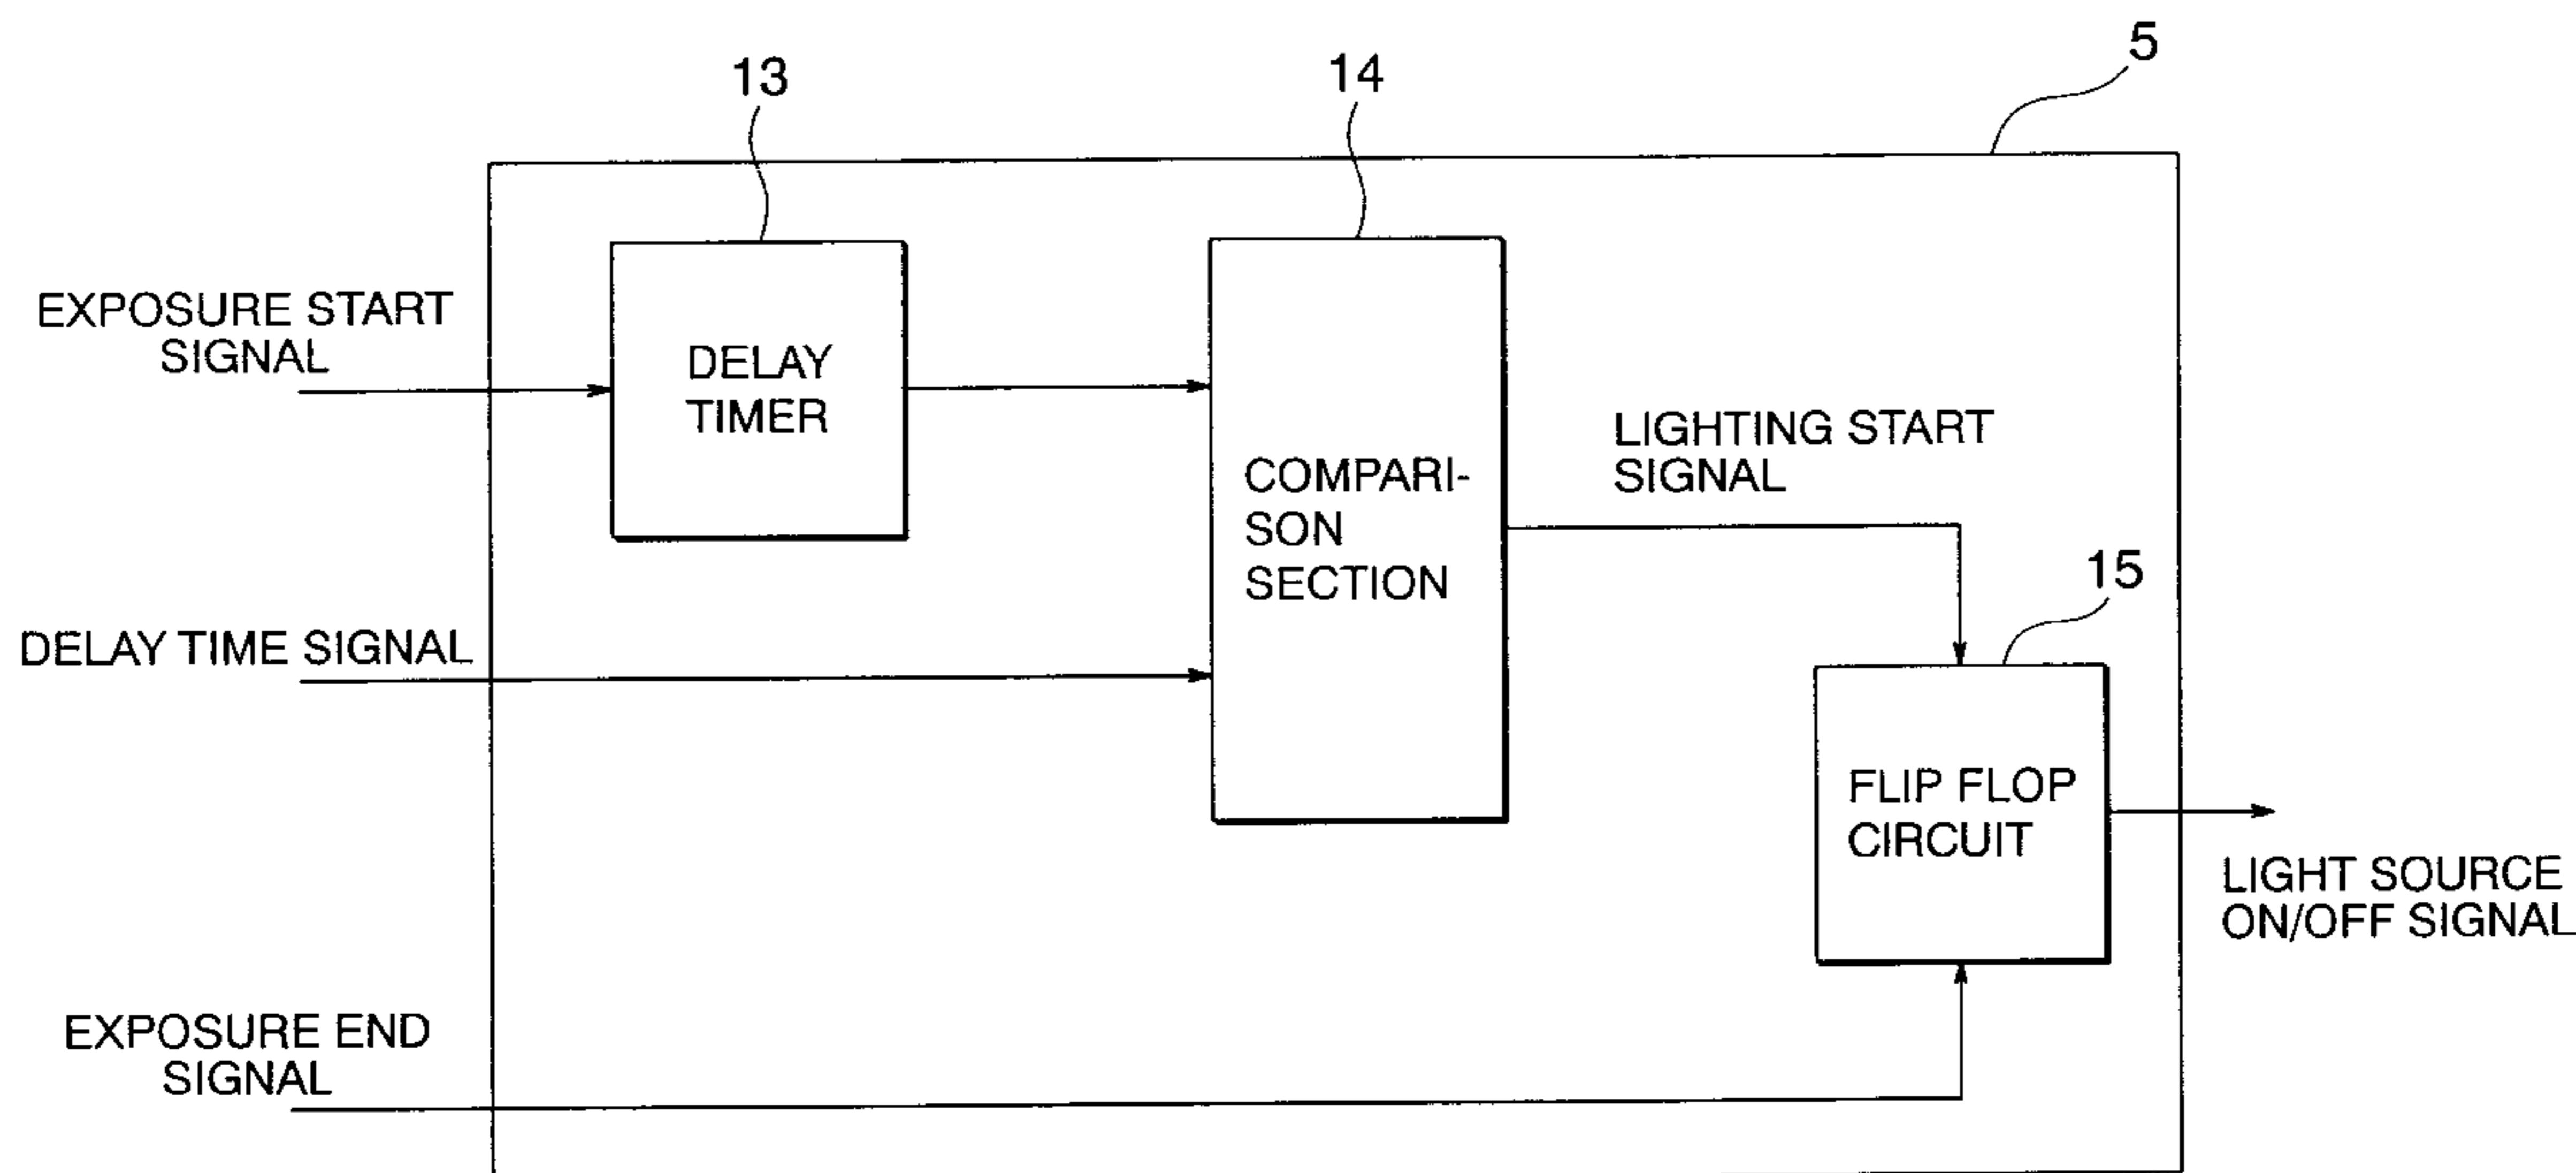 5
13
14
EXPOSURE START
SIGNAL
DELAY
TIMER
LIGHTING START
SIGNAL
COMPARI-
SON
SECTION
15
DELAY TIME SIGNAL
FLIP FLOP
CIRCUIT
LIGHT SOURCE
ON/OFF SIGNAL
EXPOSURE END
SIGNAL